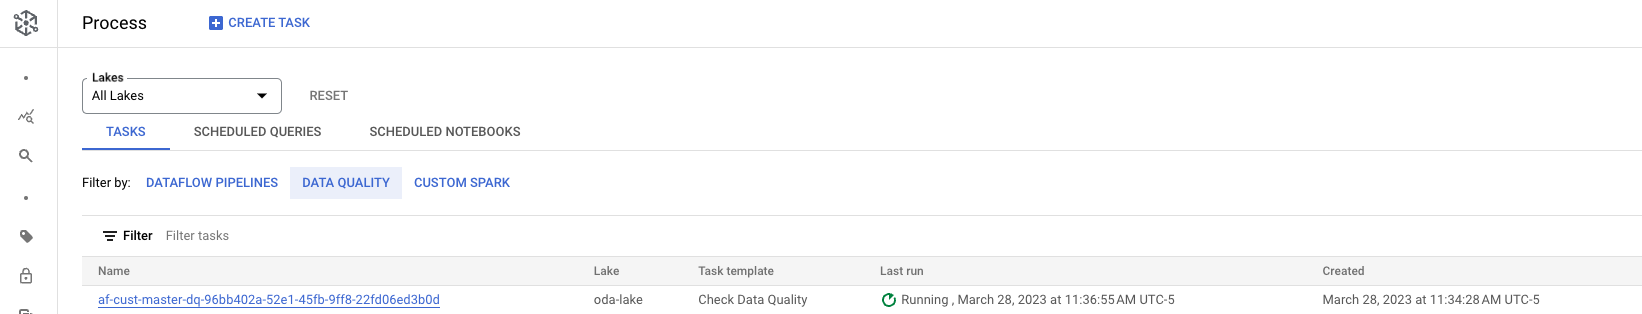 Process CREATE TASK
Lakes
All Lakes RESET
TASKS SCHEDULED QUERIES SCHEDULED NOTEBOOKS
Filter by: DATAFLOW PIPELINES DATA QUALITY CUSTOM SPARK
Filter Filter tasks
Name Lake Task template Last run Created
af-cust-master-dq-96bb402a-52e1-45fb-9ff8-22fd06ed3b0d oda-lake Check Data Quality Running , March 28, 2023 at 11:36:55 AM UTC-5 March 28, 2023 at 11:34:28 AM UTC-5